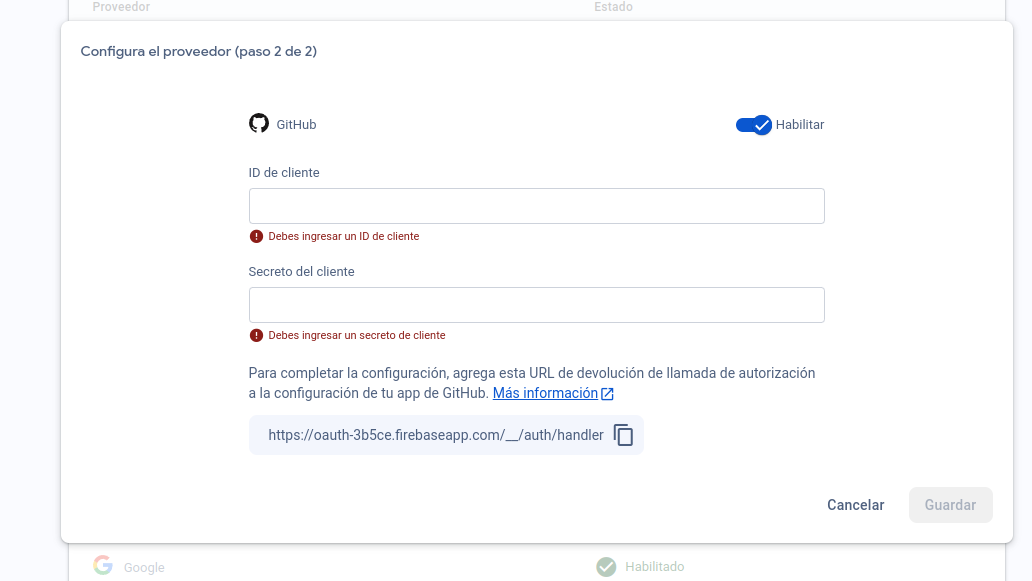 Proveedor
Estado
Configura el proveedor (paso 2 de 2)
GitHub
Habilitar
ID de cliente
Debes ingresar un ID de cliente
Secreto del cliente
Debes ingresar un secreto de cliente
Para completar la configuración, agrega esta URL de devolución de llamada de autorización
a la configuración de tu app de GitHub. Más información
https://oauth-3b5ce.firebaseapp.com/__/auth/handler
Cancelar
Guardar
Google
Habilitado